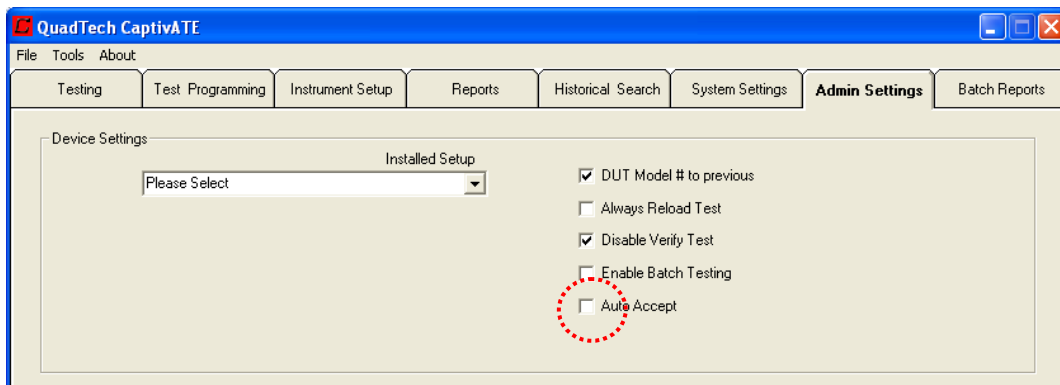 QuadTech CaptivATE
File Tools About
Testing Test Programming Instrument Setup Reports Historical Search System Settings Admin Settings Batch Reports
Device Settings
Installed Setup
Please Select
DUT Model # to previous
Always Reload Test
Disable Verify Test
Enable Batch Testing
Auto Accept